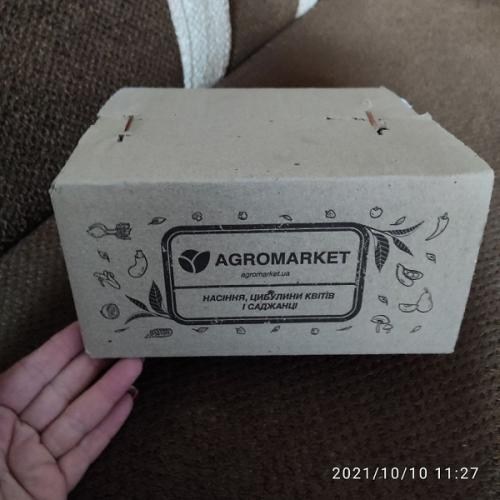 AGROMARKET
agromarket.ua
НАСІННЯ, ЦИБУЛИНИ КВІТІВ
І САДЖАНЦІ
2021/10/10 11:27